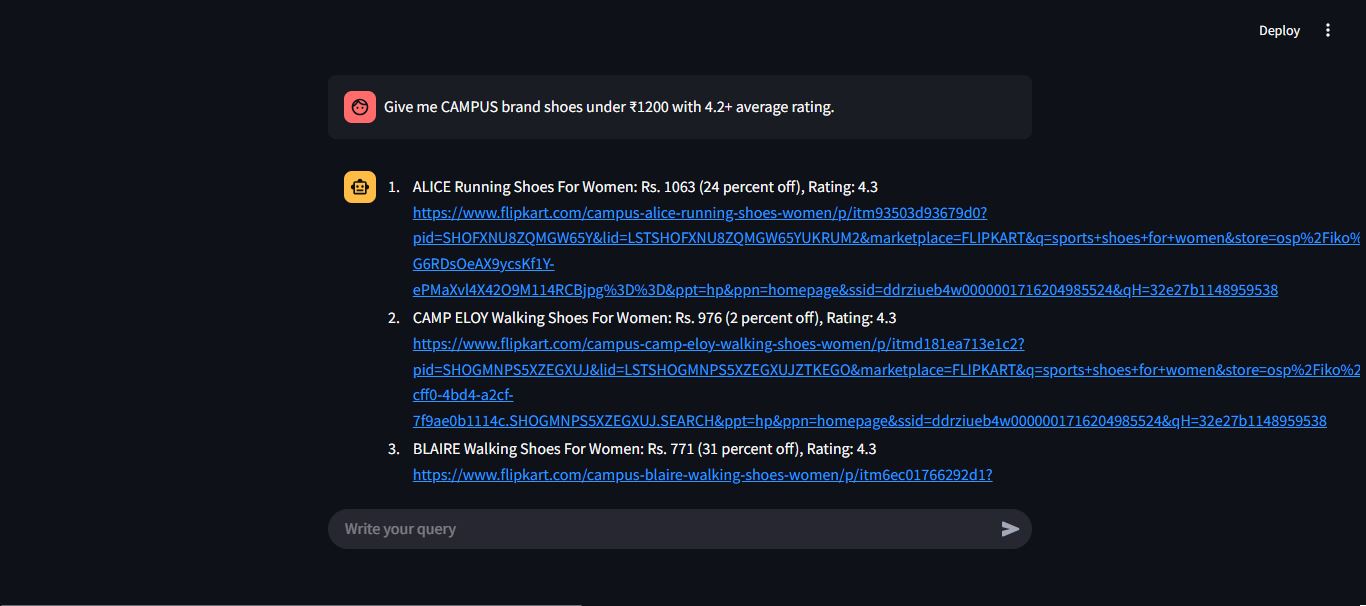 Deploy
Give me CAMPUS brand shoes under ₹1200 with 4.2+ average rating.
1. ALICE Running Shoes For Women: Rs. 1063 (24 percent off), Rating: 4.3
https://www.flipkart.com/campus-alice-running-shoes-women/p/itm93503d93679d0?
pid=SHOFXNU8ZQMGW65Y&lid=LSTSHOFXNU8ZQMGW65YUKRUM2&marketplace=FLIPKART&q=sports+shoes+for+women&store=osp%2Fiko%
G6RDsOeAX9ycsKf1Y-
ePMaXvl4X42O9M114RCBjpg%3D%3D&ppt=hp&ppn=homepage&ssid=ddrziueb4w0000001716204985524&qH=32e27b1148959538
2. CAMP ELOY Walking Shoes For Women: Rs. 976 (2 percent off), Rating: 4.3
https://www.flipkart.com/campus-camp-eloy-walking-shoes-women/p/itmd181ea713e1c2?
pid=SHOGMNPS5XZEGXUJ&lid=LSTSHOGMNPS5XZEGXUJZTKEGO&marketplace=FLIPKART&q=sports+shoes+for+women&store=osp%2Fiko%2
cff0-4bd4-a2cf-
7f9ae0b1114c.SHOGMNPS5XZEGXUJ.SEARCH&ppt=hp&ppn=homepage&ssid=ddrziueb4w0000001716204985524&qH=32e27b1148959538
3. BLAIRE Walking Shoes For Women: Rs. 771 (31 percent off), Rating: 4.3
https://www.flipkart.com/campus-blaire-walking-shoes-women/p/itm6ec01766292d1?
Write your query